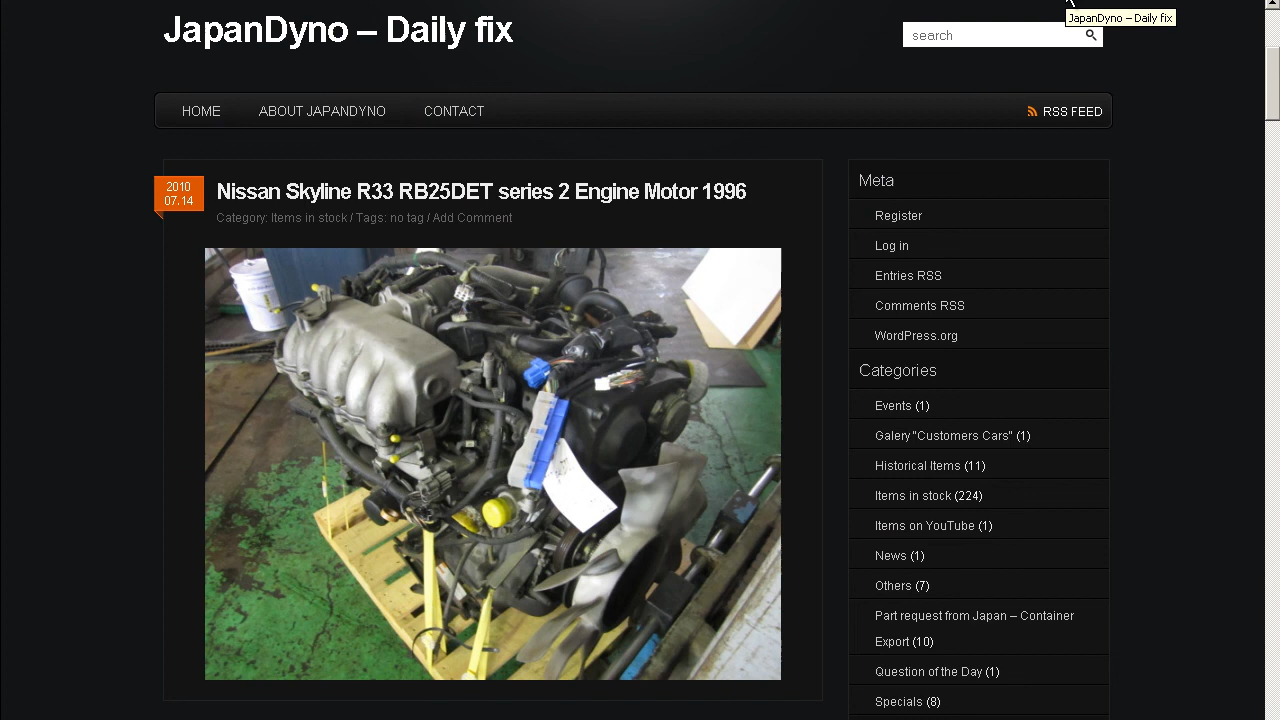 JapanDyno – Daily fix
JapanDyno – Daily fix
search
HOME
ABOUT JAPANDYNO
CONTACT
RSS FEED
2010
07.14
Nissan Skyline R33 RB25DET series 2 Engine Motor 1996
Category: Items in stock / Tags: no tag / Add Comment
Meta
Register
Log in
Entries RSS
Comments RSS
WordPress.org
Categories
Events (1)
Galery "Customers Cars" (1)
Historical Items (11)
Items in stock (224)
Items on YouTube (1)
News (1)
Others (7)
Part request from Japan – Container
Export (10)
Question of the Day (1)
Specials (8)